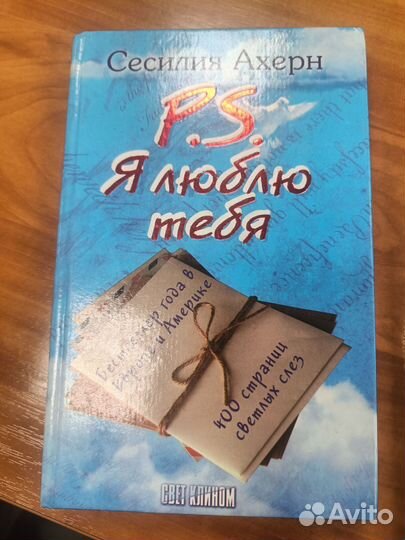 Сесилия Ахерн
P.S.
Я люблю
тебя
Бестселлер года в
Европе и Америке
400 страниц
светлых слез
СВЕТ КЛИНОМ
Avito